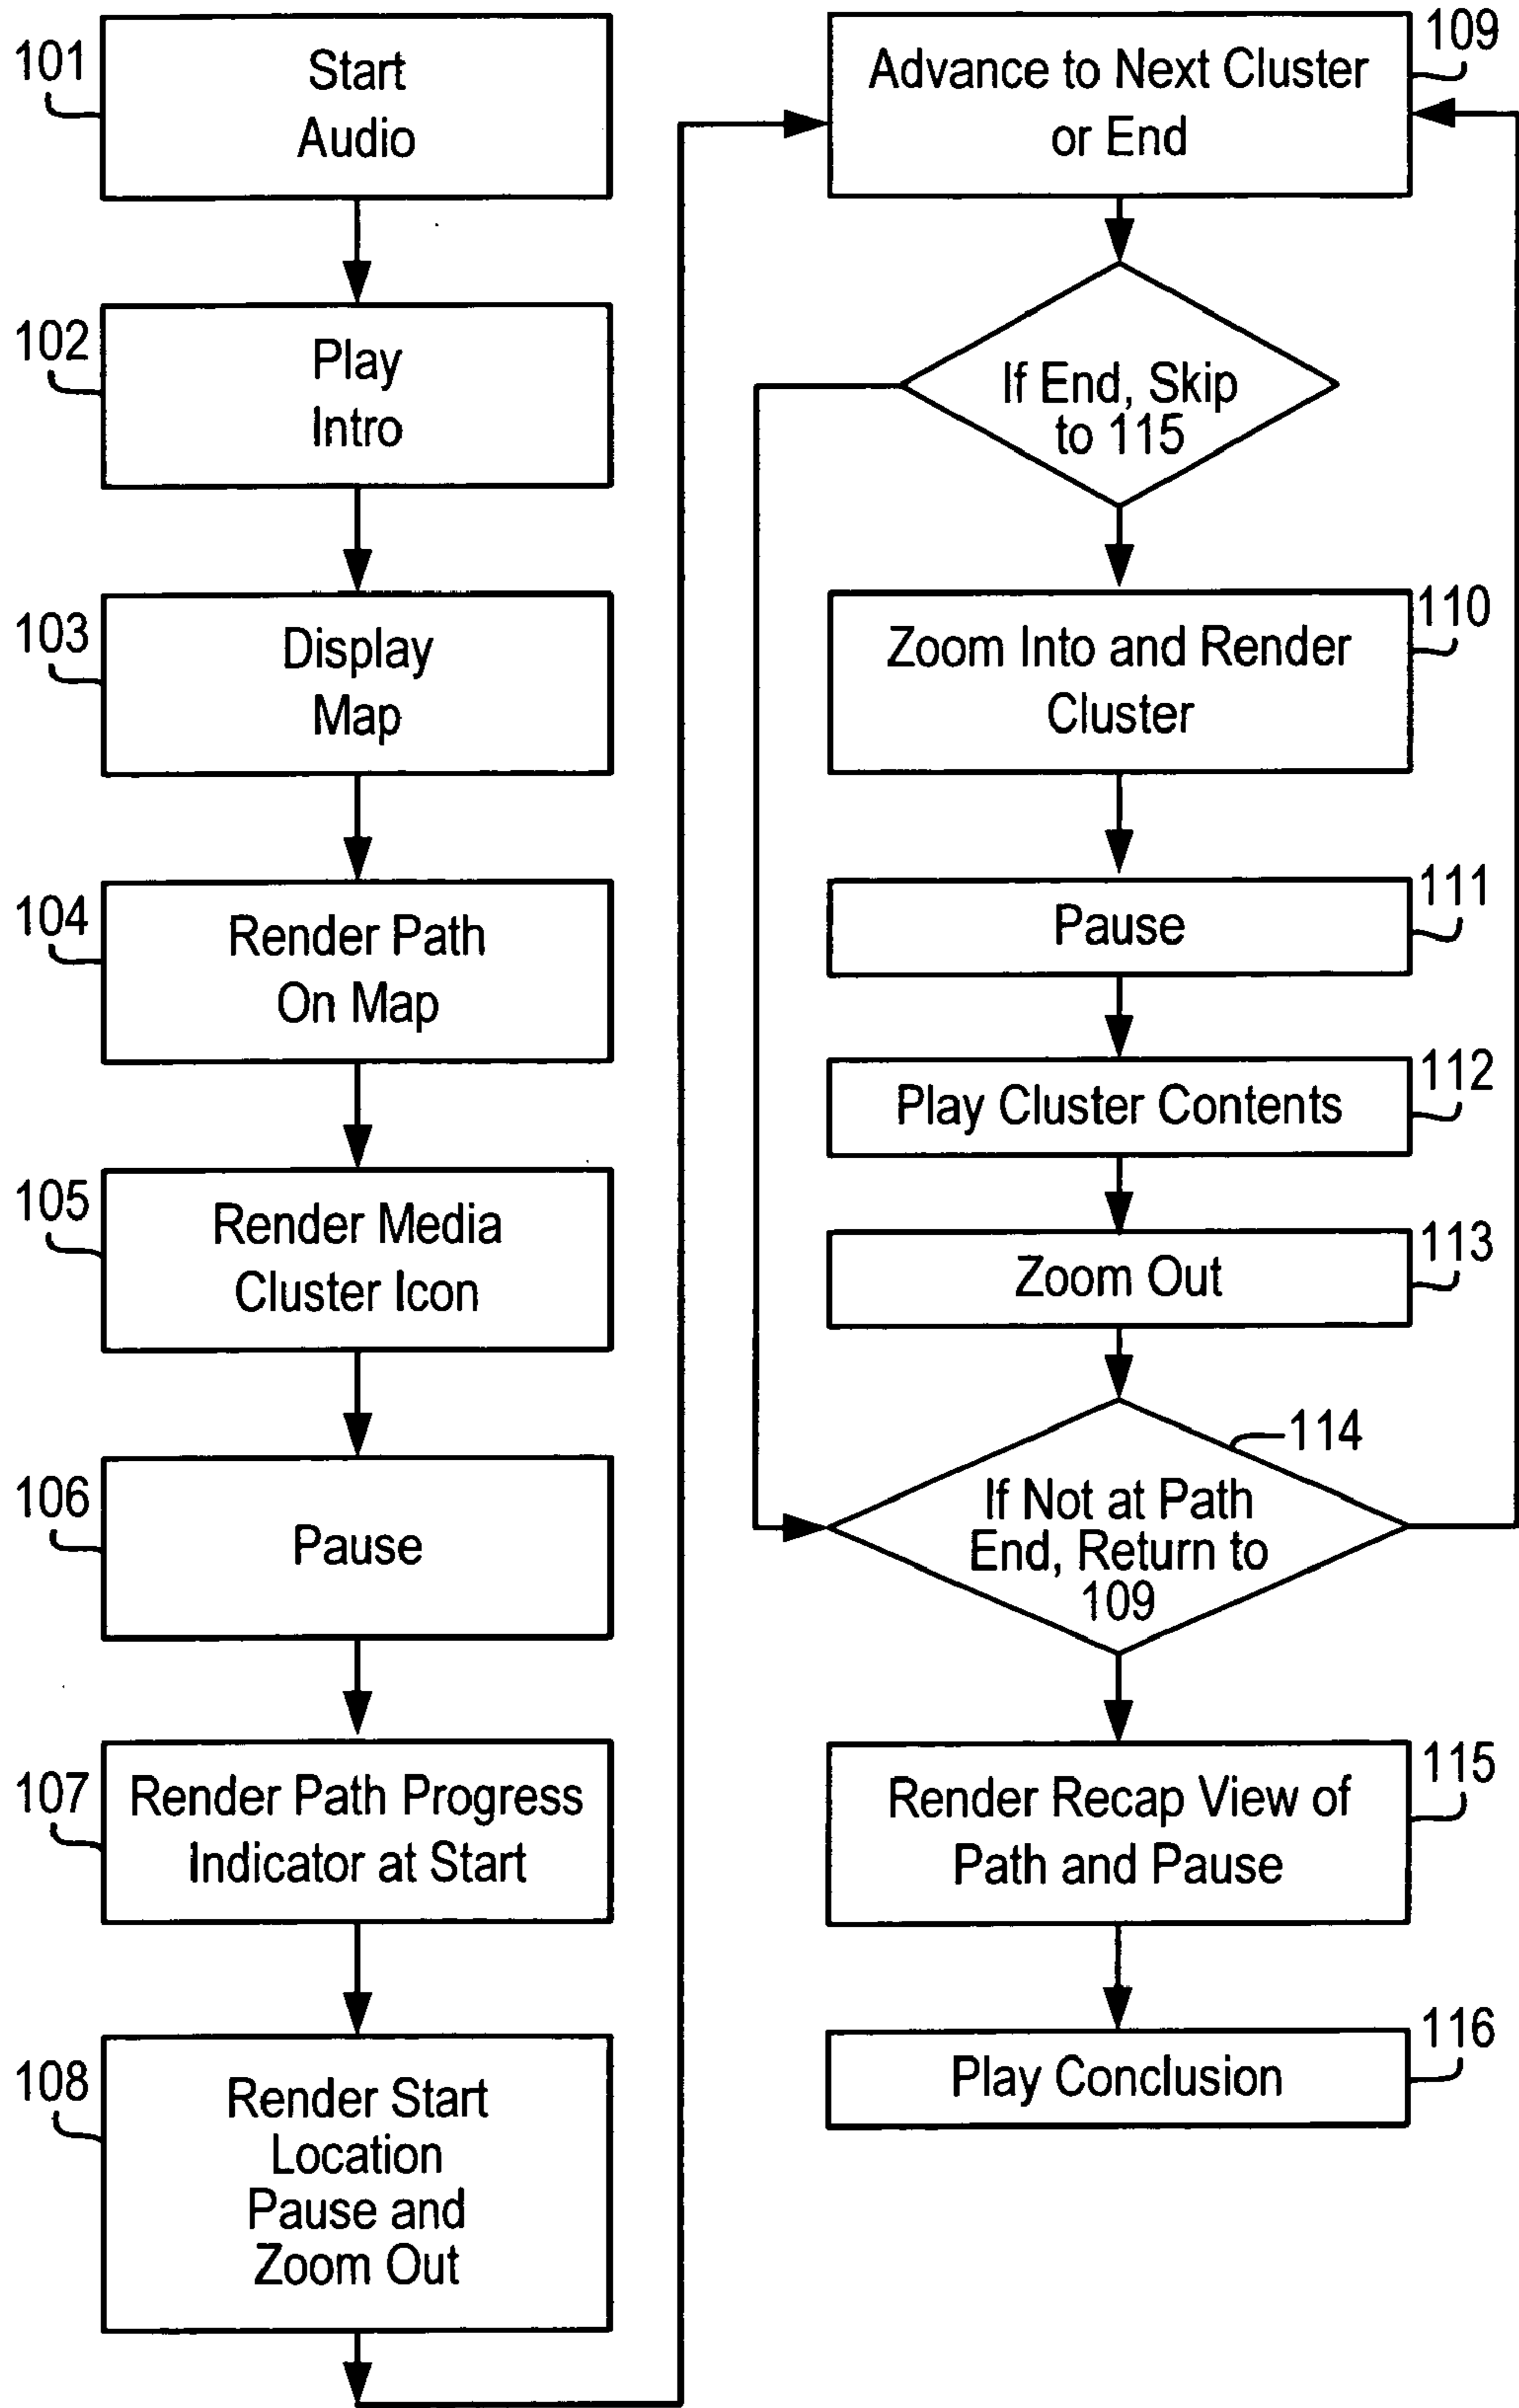 101
Start
Audio
102
Play
Intro
103
Display
Map
104
Render Path
On Map
105
Render Media
Cluster Icon
106
Pause
107
Render Path Progress
Indicator at Start
108
Render Start
Location
Pause and
Zoom Out
109
Advance to Next Cluster
or End
If End, Skip
to 115
110
Zoom Into and Render
Cluster
111
Pause
112
Play Cluster Contents
113
Zoom Out
114
If Not at Path
End, Return to
109
115
Render Recap View of
Path and Pause
116
Play Conclusion